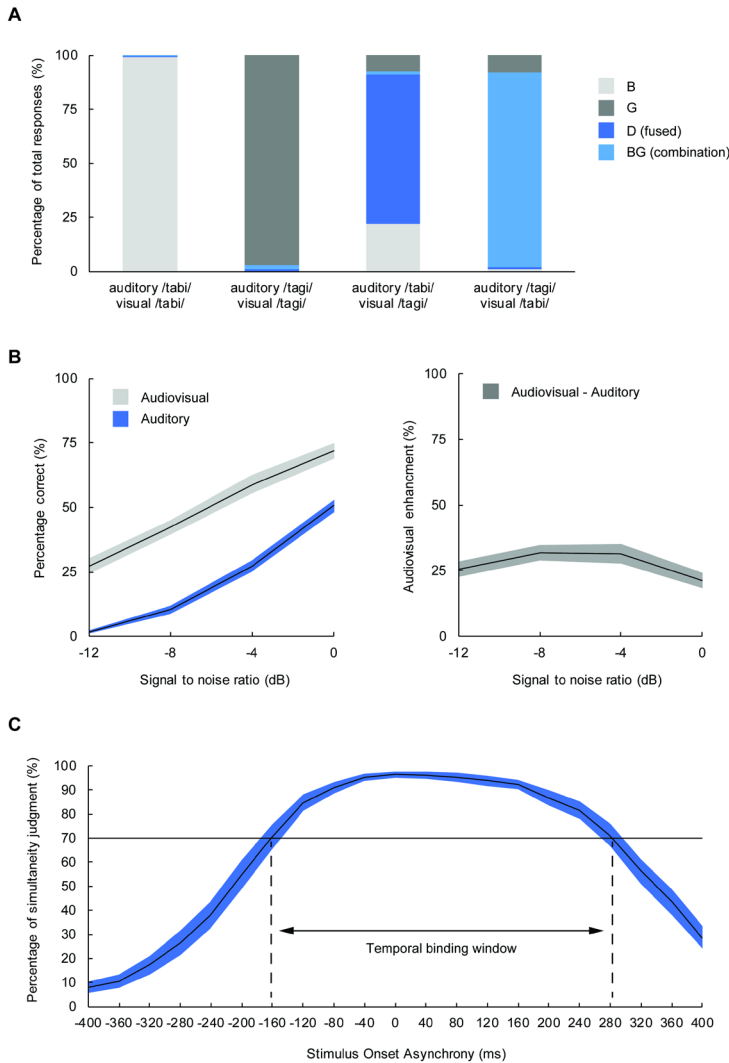 A
Percentage of total responses (%)
100
75
50
25
0
B
G
D (fused)
BG (combination)
auditory /tabi/
visual /tabi/
auditory /tagi/
visual /tagi/
auditory /tabi/
visual /tagi/
auditory /tagi/
visual /tabi/
B
Percentage correct (%)
100
75
50
25
0
Audiovisual
Auditory
-12 -8 -4 0
Signal to noise ratio (dB)
Audiovisual enhancment (%)
100
75
50
25
0
Audiovisual - Auditory
-12 -8 -4 0
Signal to noise ratio (dB)
C
Percentage of simultaneity judgment (%)
100
90
80
70
60
50
40
30
20
10
0
Temporal binding window
-400 -360 -320 -280 -240 -200 -160 -120 -80 -40 0 40 80 120 160 200 240 280 320 360 400
Stimulus Onset Asynchrony (ms)